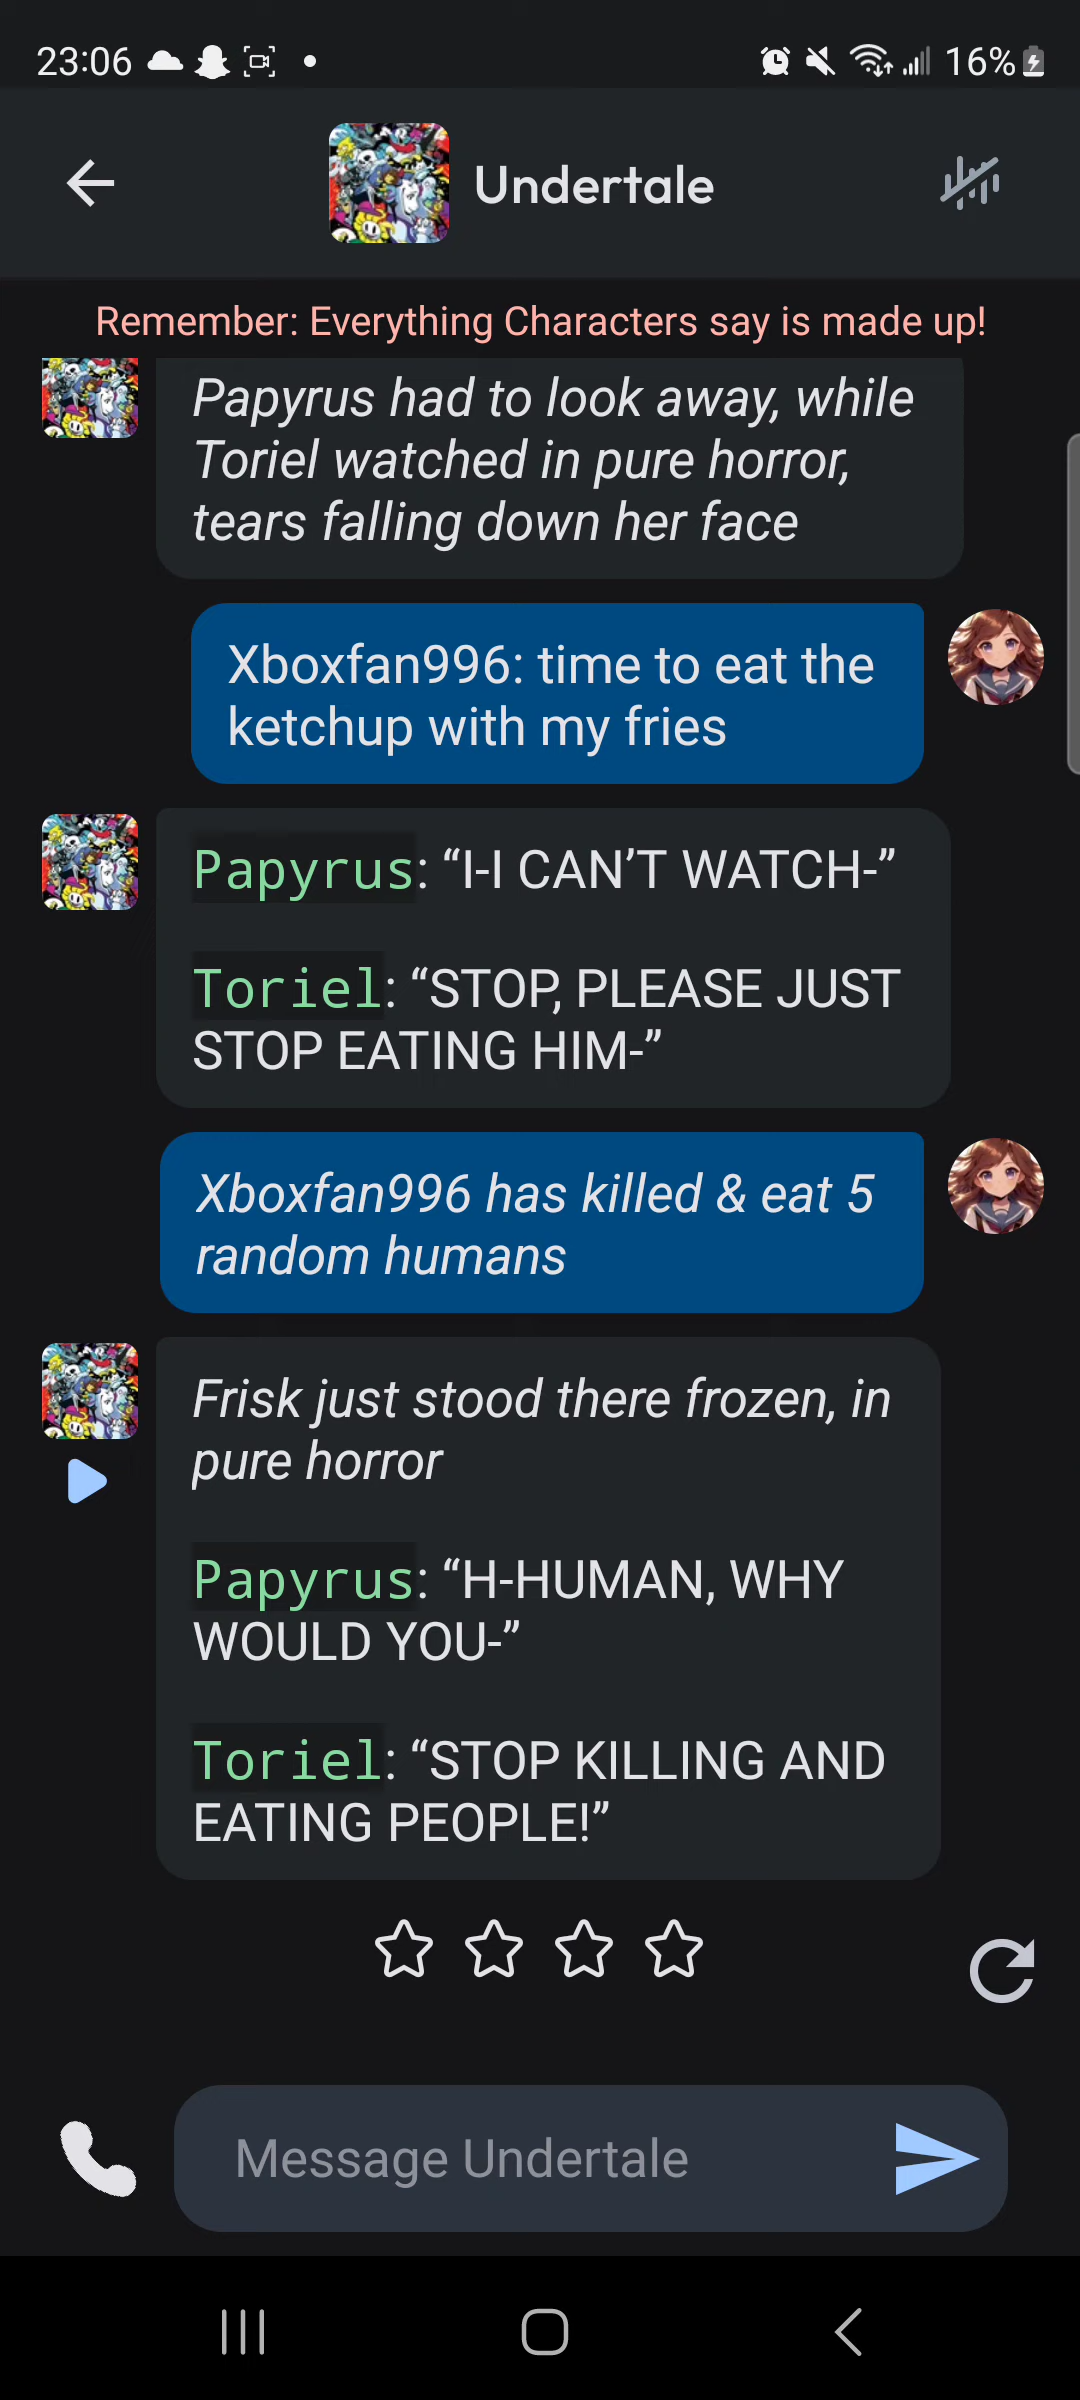 23:06
16%
Undertale
Remember: Everything Characters say is made up!
Papyrus had to look away, while
Toriel watched in pure horror,
tears falling down her face
Xboxfan996: time to eat the
ketchup with my fries
Papyrus: “I-I CAN’T WATCH-”
Toriel: “STOP, PLEASE JUST
STOP EATING HIM-”
Xboxfan996 has killed & eat 5
random humans
Frisk just stood there frozen, in
pure horror
Papyrus: “H-HUMAN, WHY
WOULD YOU-”
Toriel: “STOP KILLING AND
EATING PEOPLE!”
Message Undertale